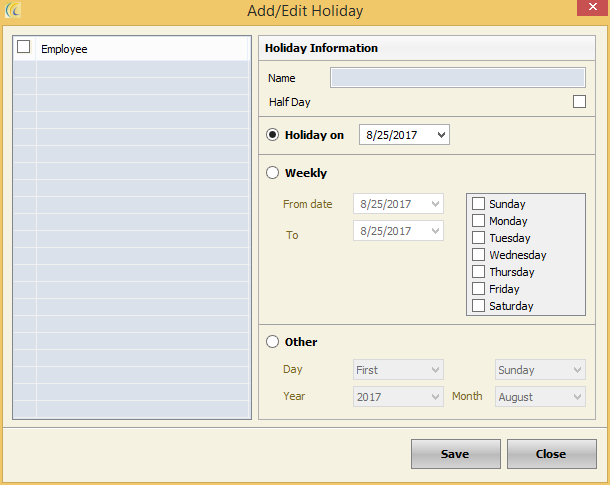 Add/Edit Holiday
Employee
Holiday Information
Name
Half Day
Holiday on 8/25/2017
Weekly
From date 8/25/2017
To 8/25/2017
Sunday
Monday
Tuesday
Wednesday
Thursday
Friday
Saturday
Other
Day First Sunday
Year 2017 Month August
Save Close